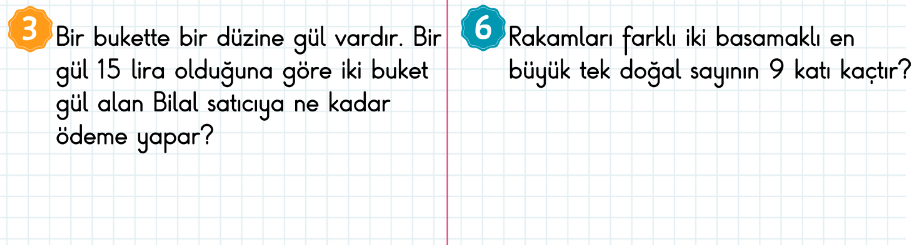 3
Bir bukette bir düzine gül vardır. Bir
gül 15 lira olduğuna göre iki buket
gül alan Bilal satıcıya ne kadar
ödeme yapar?
6
Rakamları farklı iki basamaklı en
büyük tek doğal sayının 9 katı kaçtır?